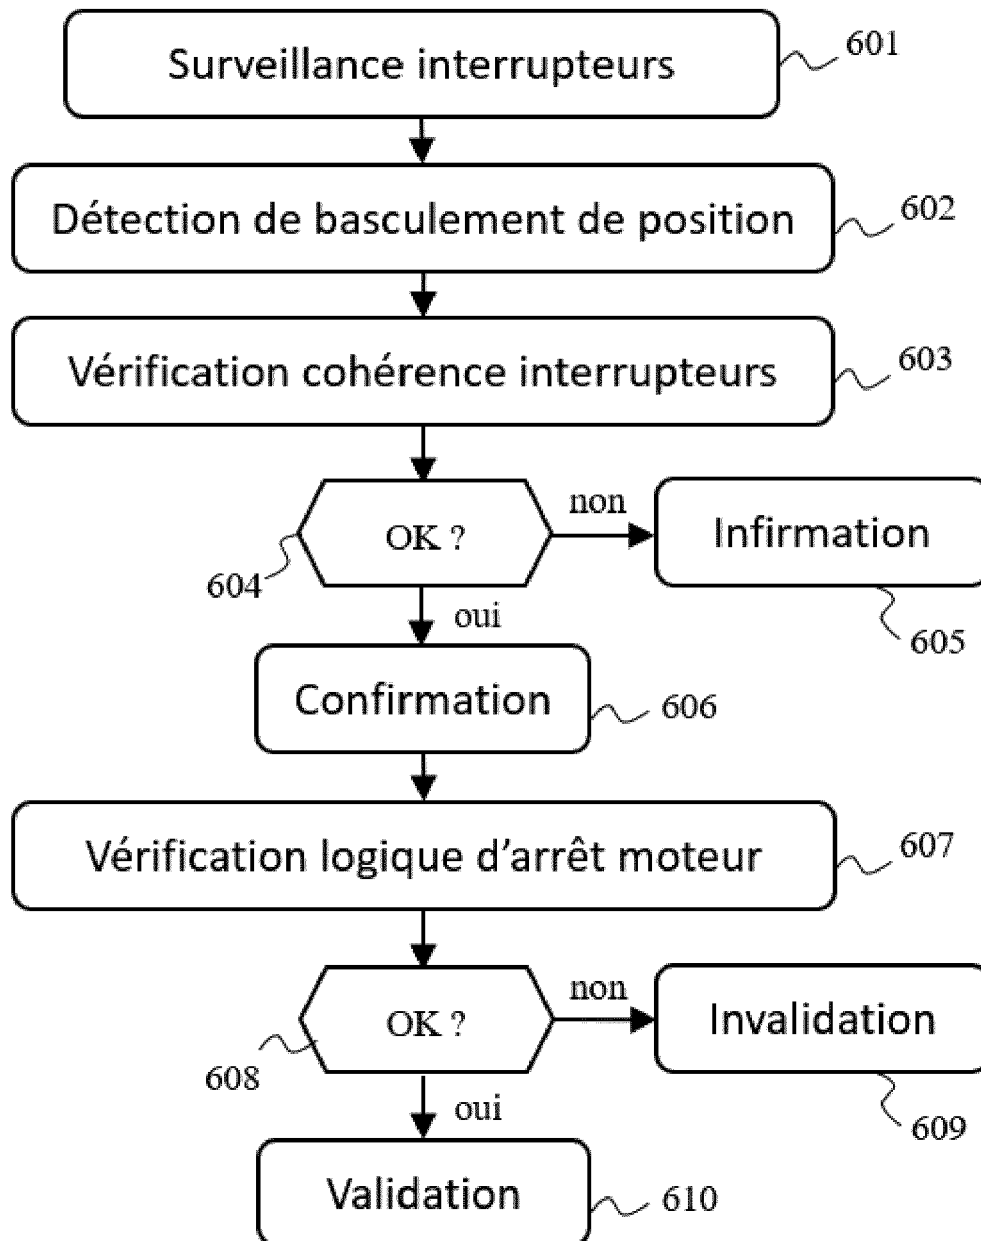 Surveillance interrupteurs
601
Détection de basculement de position
602
Vérification cohérence interrupteurs
603
OK ?
604
non
Infirmation
605
oui
Confirmation
606
Vérification logique d'arrêt moteur
607
OK ?
608
non
Invalidation
609
oui
Validation
610